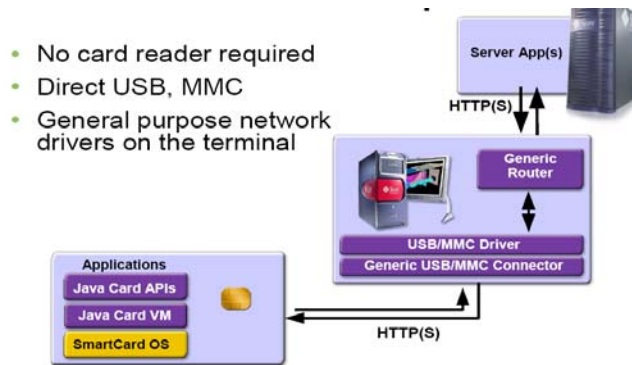 • No card reader required
• Direct USB, MMC
• General purpose network
drivers on the terminal
Server App(s)
HTTP(S)
Generic
Router
USB/MMC Driver
Generic USB/MMC Connector
Applications
Java Card APIs
Java Card VM
SmartCard OS
HTTP(S)